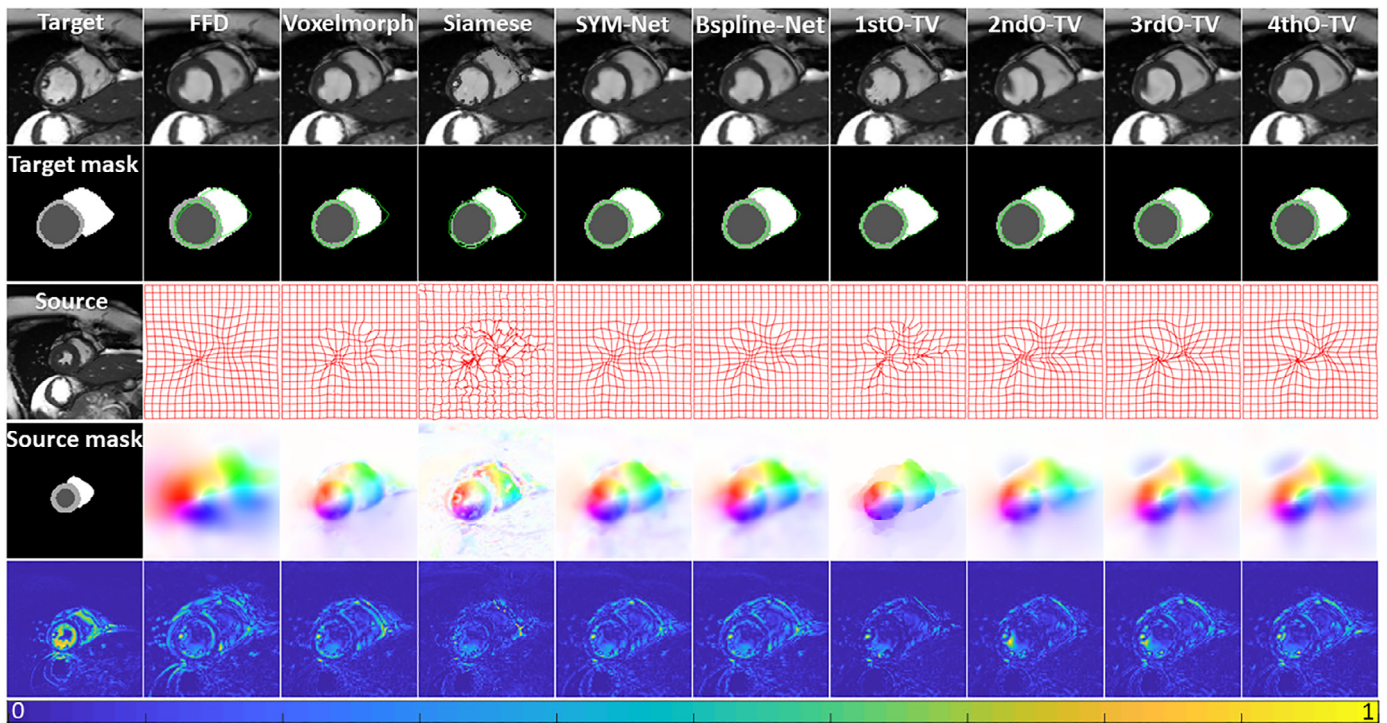 Target FFD Voxelmorph Siamese SYM-Net Bspline-Net 1stO-TV 2ndO-TV 3rdO-TV 4thO-TV
Target mask
Source
Source mask
0 1